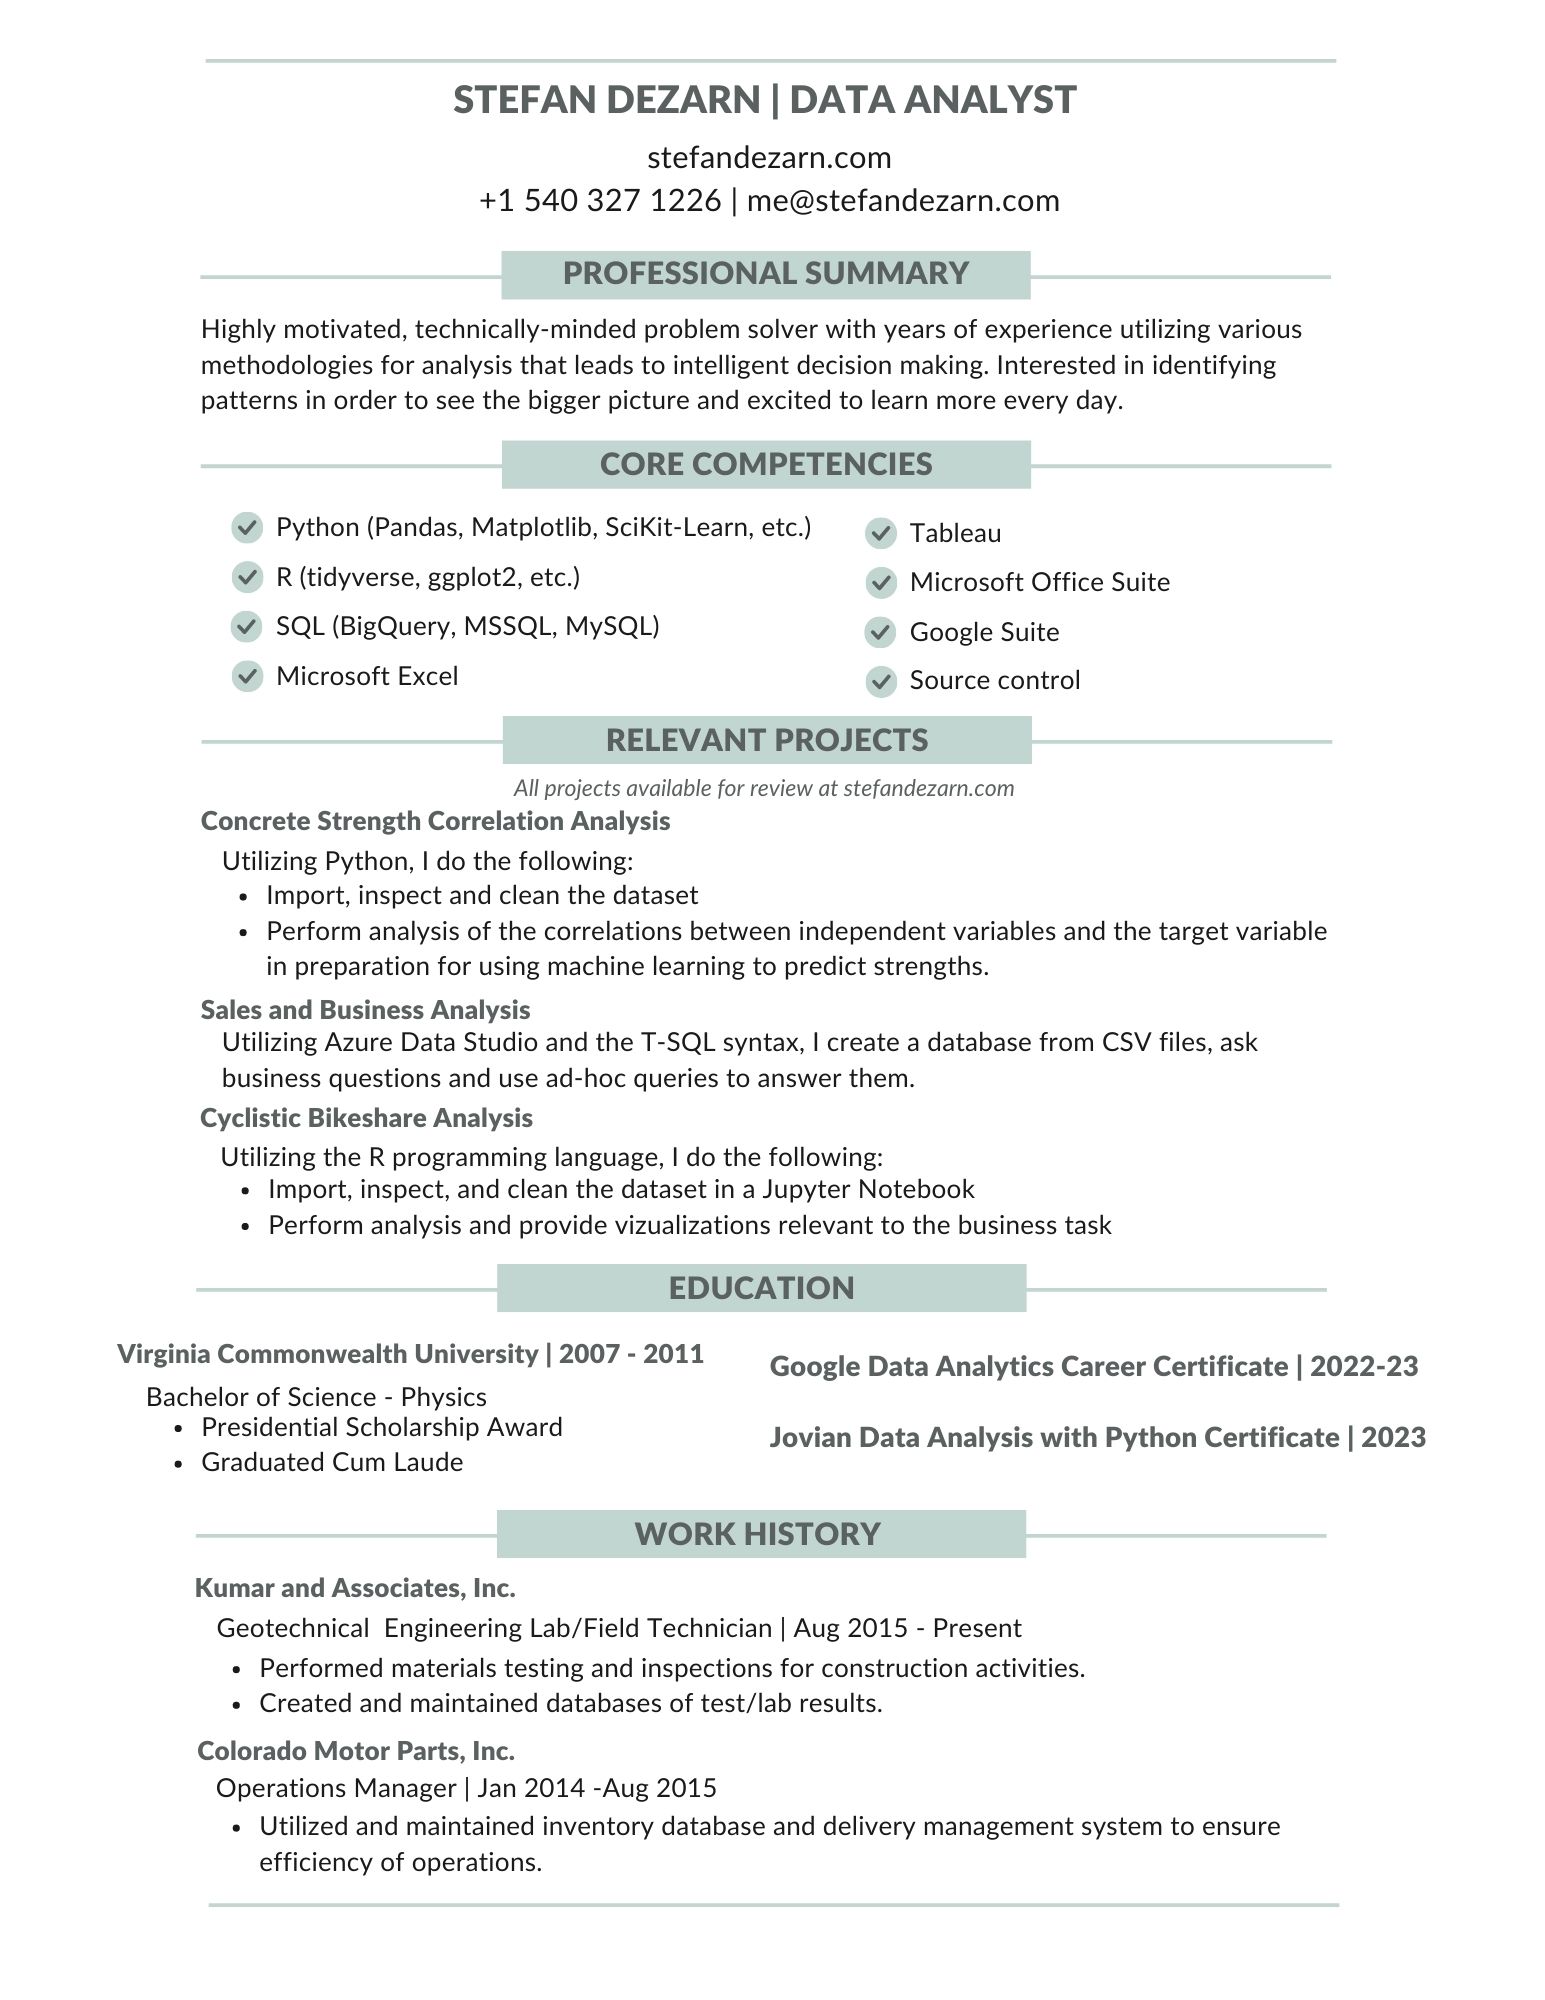 STEFAN DEZARN | DATA ANALYST
stefandezarn.com
+1 540 327 1226 | me@stefandezarn.com
PROFESSIONAL SUMMARY
Highly motivated, technically-minded problem solver with years of experience utilizing various
methodologies for analysis that leads to intelligent decision making. Interested in identifying
patterns in order to see the bigger picture and excited to learn more every day.
CORE COMPETENCIES
Python (Pandas, Matplotlib, SciKit-Learn, etc.)
R (tidyverse, ggplot2, etc.)
SQL (BigQuery, MSSQL, MySQL)
Microsoft Excel
Tableau
Microsoft Office Suite
Google Suite
Source control
RELEVANT PROJECTS
All projects available for review at stefandezarn.com
Concrete Strength Correlation Analysis
Utilizing Python, I do the following:
• Import, inspect and clean the dataset
• Perform analysis of the correlations between independent variables and the target variable
in preparation for using machine learning to predict strengths.
Sales and Business Analysis
Utilizing Azure Data Studio and the T-SQL syntax, I create a database from CSV files, ask
business questions and use ad-hoc queries to answer them.
Cyclistic Bikeshare Analysis
Utilizing the R programming language, I do the following:
• Import, inspect, and clean the dataset in a Jupyter Notebook
• Perform analysis and provide vizualizations relevant to the business task
EDUCATION
Virginia Commonwealth University | 2007 - 2011
Bachelor of Science - Physics
• Presidential Scholarship Award
• Graduated Cum Laude
Google Data Analytics Career Certificate | 2022-23
Jovian Data Analysis with Python Certificate | 2023
WORK HISTORY
Kumar and Associates, Inc.
Geotechnical  Engineering Lab/Field Technician | Aug 2015 - Present
• Performed materials testing and inspections for construction activities.
• Created and maintained databases of test/lab results.
Colorado Motor Parts, Inc.
Operations Manager | Jan 2014 -Aug 2015
• Utilized and maintained inventory database and delivery management system to ensure
efficiency of operations.